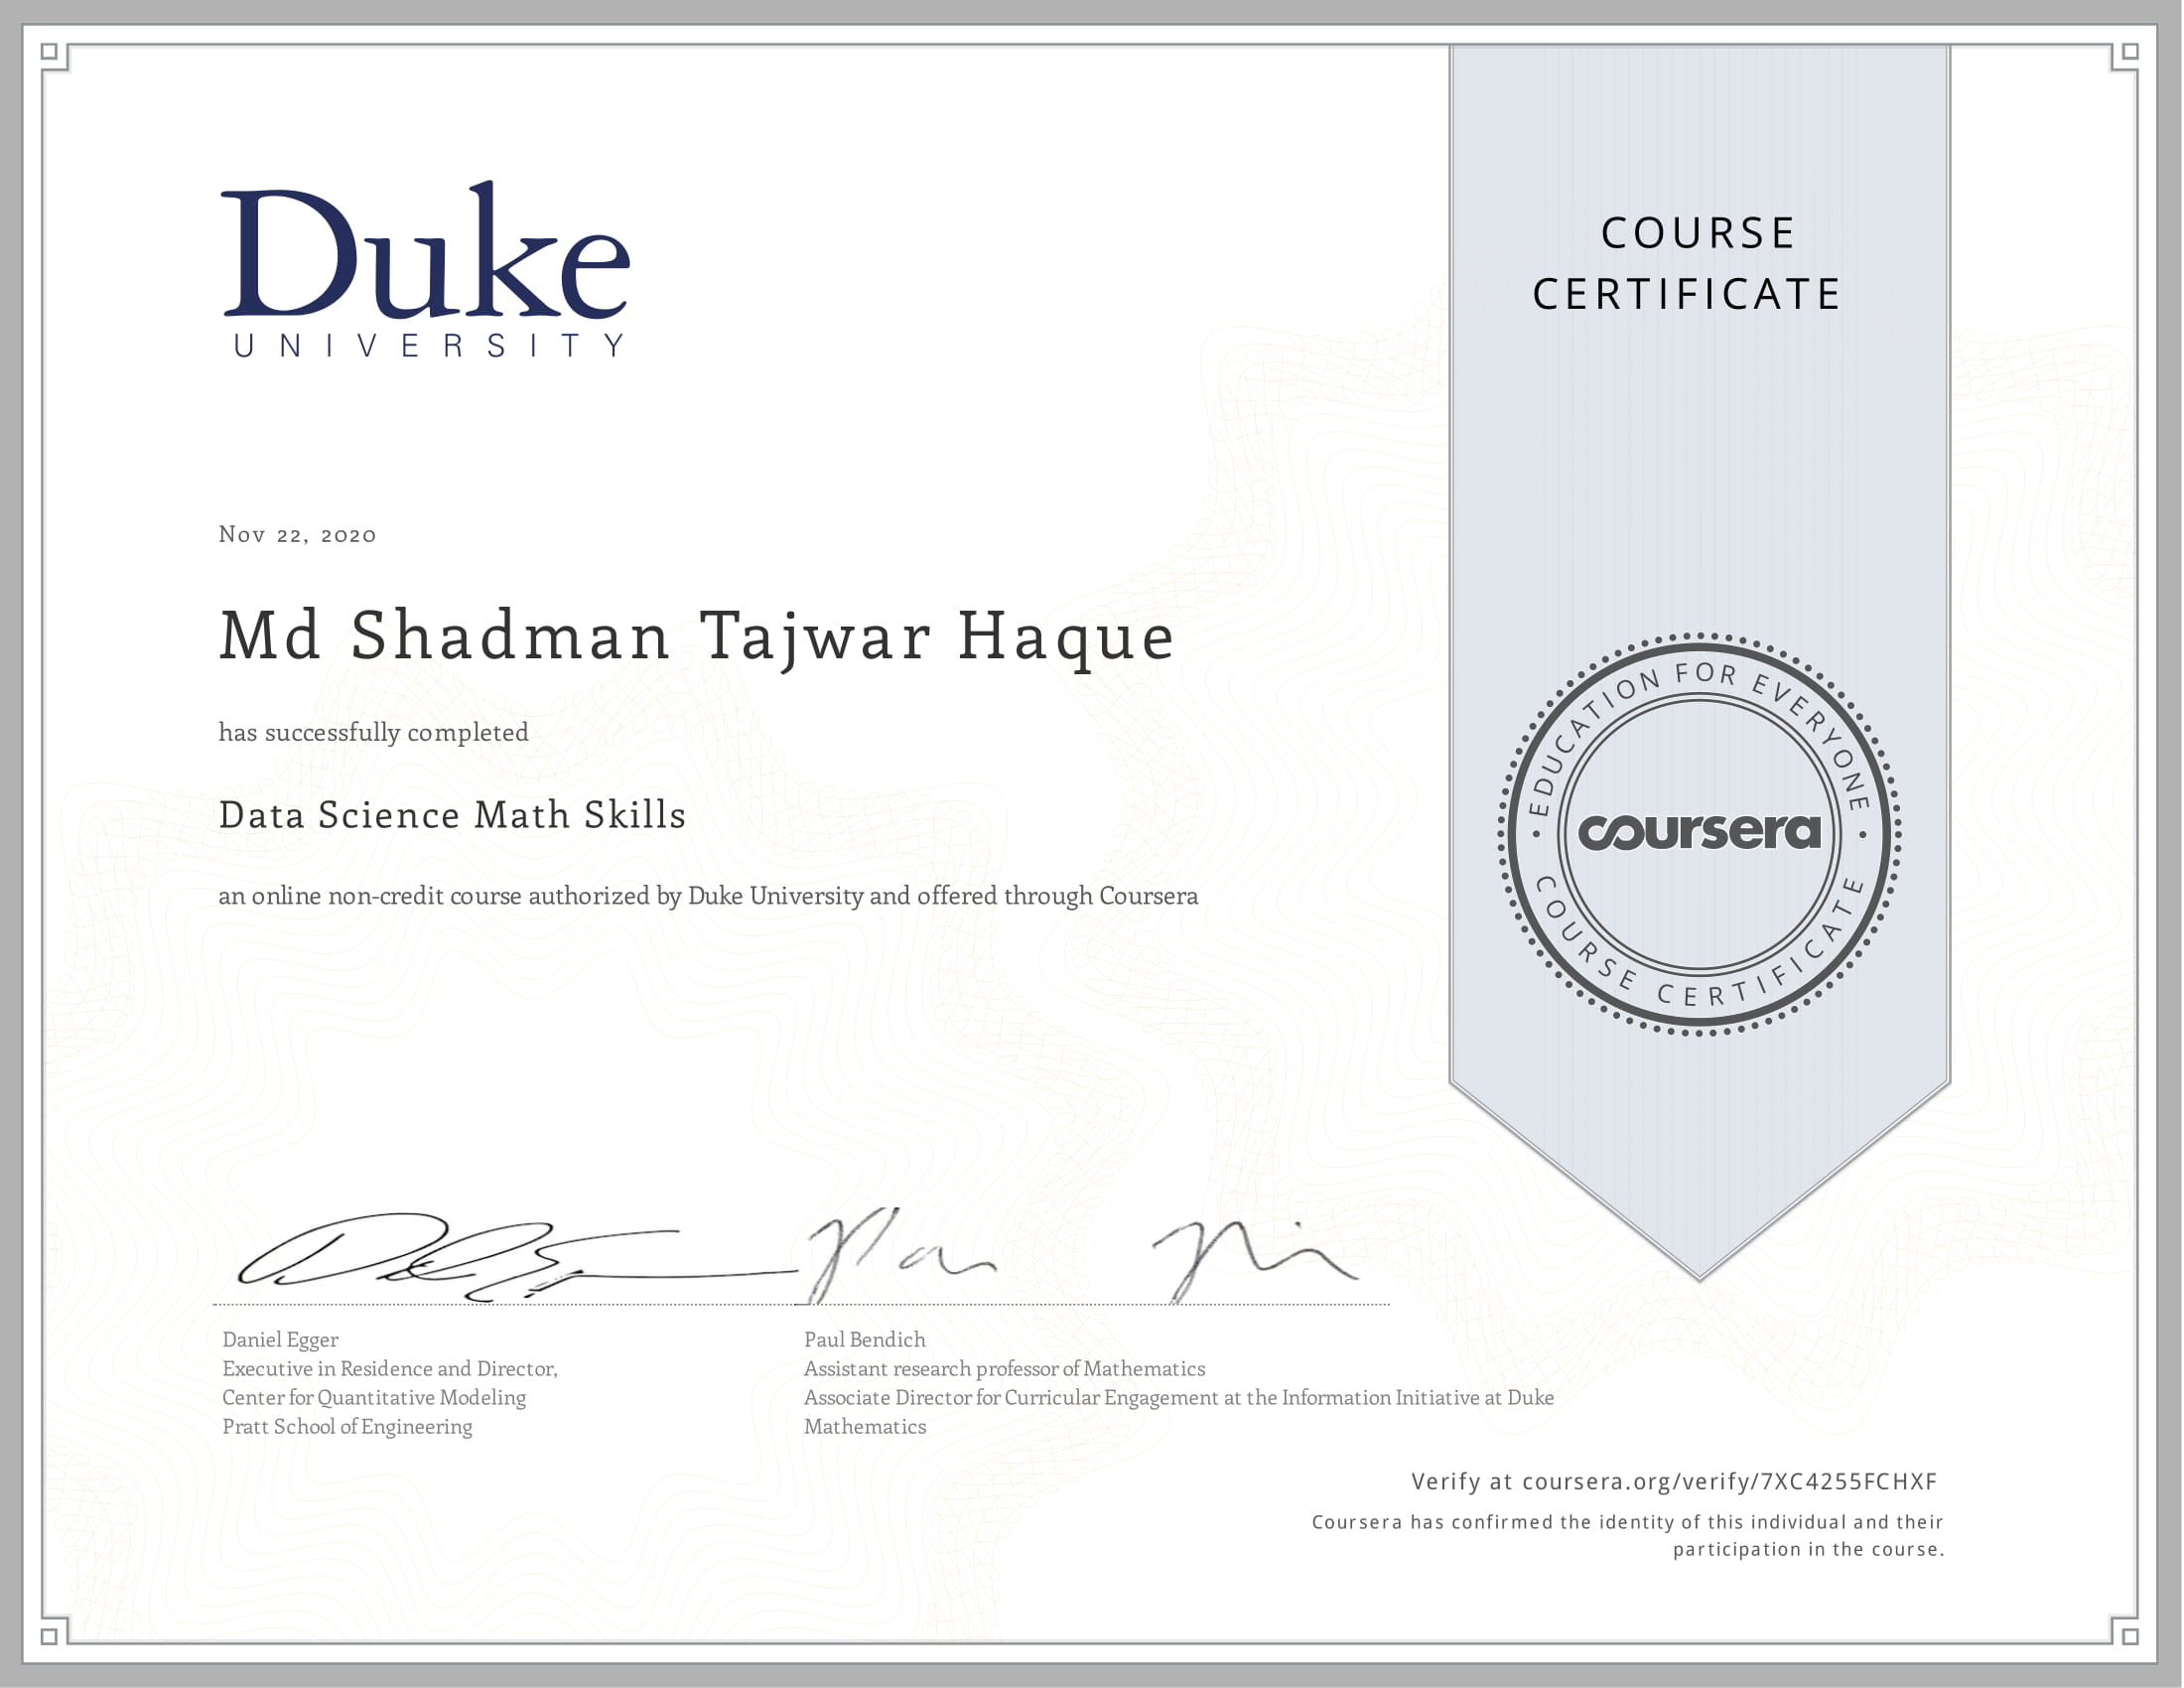 Duke
UNIVERSITY
COURSE
CERTIFICATE
Nov 22, 2020
Md Shadman Tajwar Haque
has successfully completed
Data Science Math Skills
an online non-credit course authorized by Duke University and offered through Coursera
EDUCATION FOR EVERYONE
coursera
COURSE CERTIFICATE
Daniel Egger
Executive in Residence and Director,
Center for Quantitative Modeling
Pratt School of Engineering
Paul Bendich
Assistant research professor of Mathematics
Associate Director for Curricular Engagement at the Information Initiative at Duke
Mathematics
Verify at coursera.org/verify/7XC4255FCHXF
Coursera has confirmed the identity of this individual and their
participation in the course.